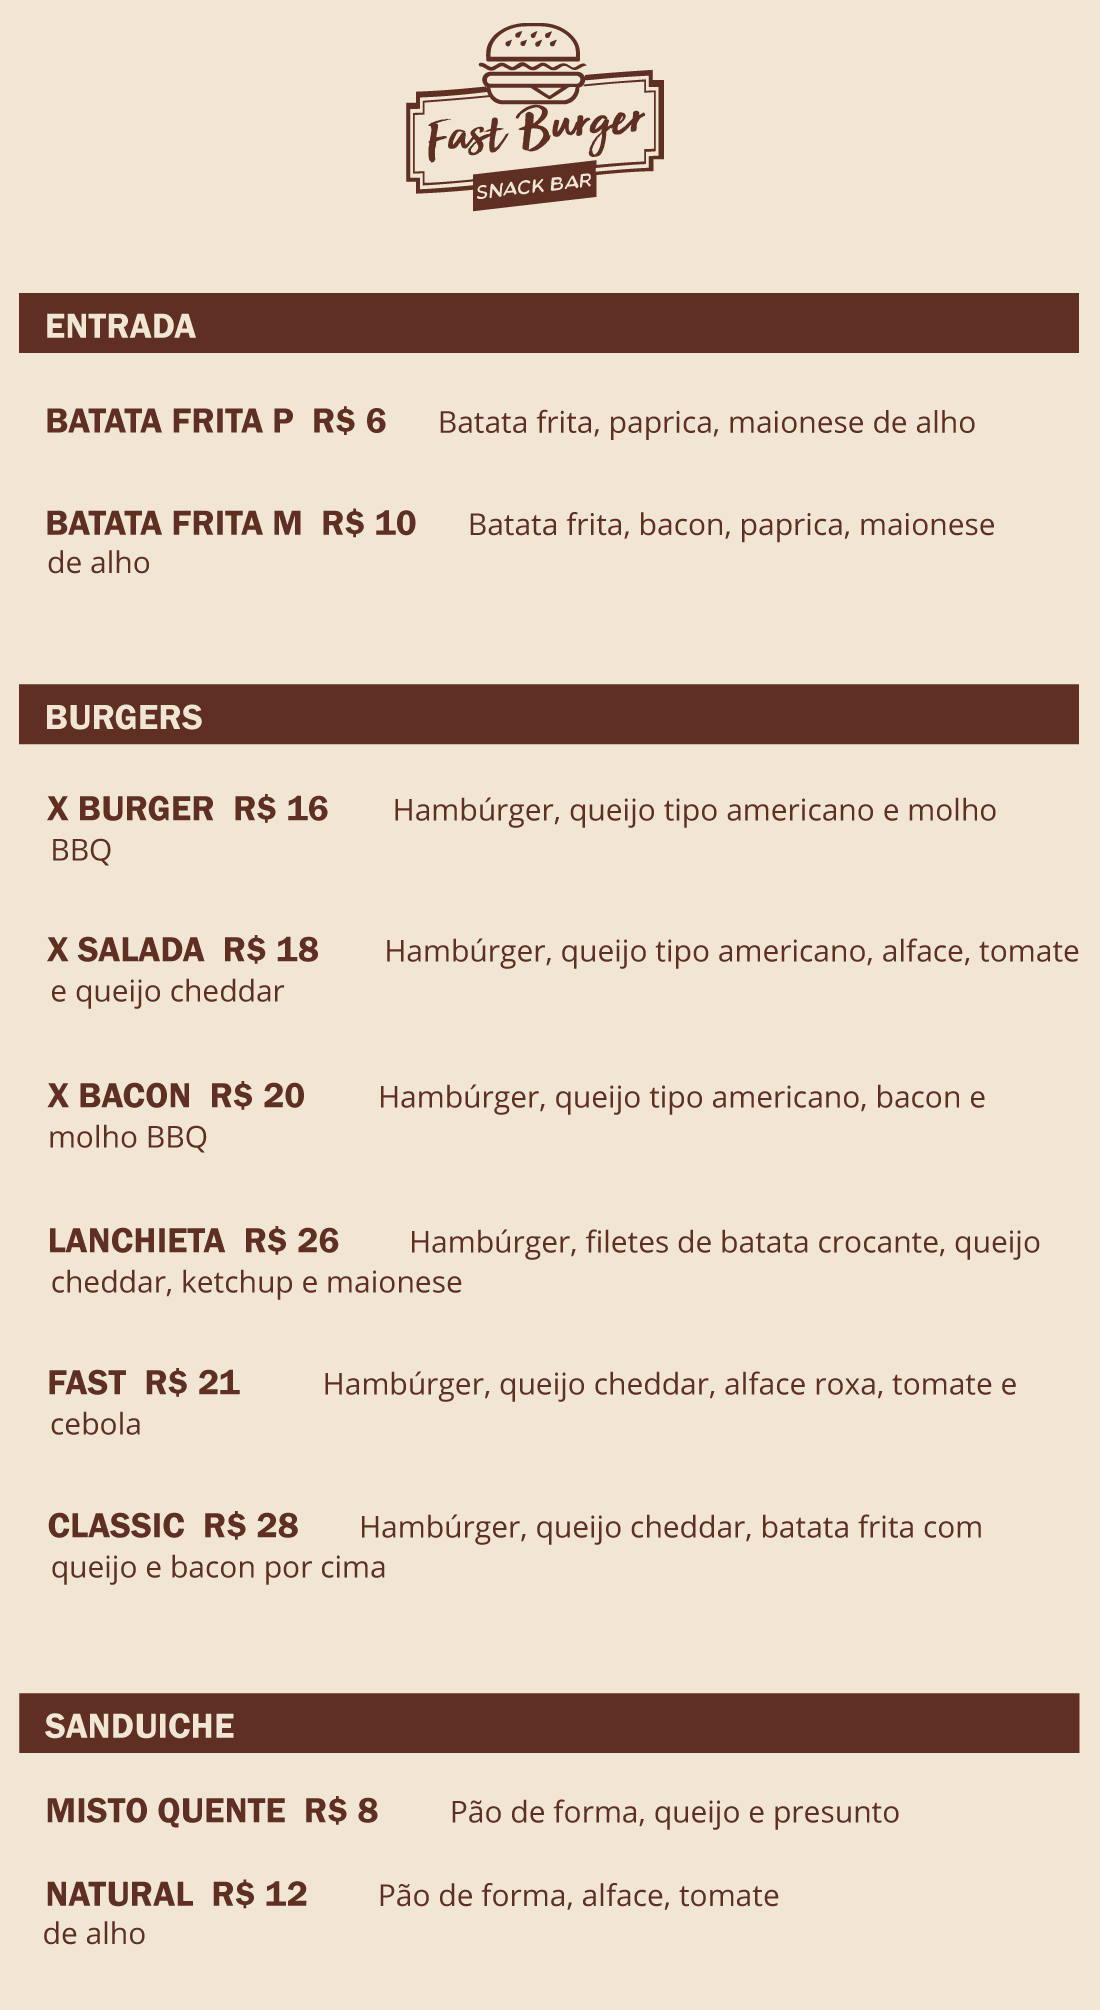 Fast Burger
SNACK BAR
ENTRADA
BATATA FRITA P R$ 6 Batata frita, paprica, maionese de alho
BATATA FRITA M R$ 10 Batata frita, bacon, paprica, maionese
de alho
BURGERS
X BURGER R$ 16 Hambúrger, queijo tipo americano e molho
BBQ
X SALADA R$ 18 Hambúrger, queijo tipo americano, alface, tomate
e queijo cheddar
X BACON R$ 20 Hambúrger, queijo tipo americano, bacon e
molho BBQ
LANCHIETA R$ 26 Hambúrger, filetes de batata crocante, queijo
cheddar, ketchup e maionese
FAST R$ 21 Hambúrger, queijo cheddar, alface roxa, tomate e
cebola
CLASSIC R$ 28 Hambúrger, queijo cheddar, batata frita com
queijo e bacon por cima
SANDUICHE
MISTO QUENTE R$ 8 Pão de forma, queijo e presunto
NATURAL R$ 12 Pão de forma, alface, tomate
de alho